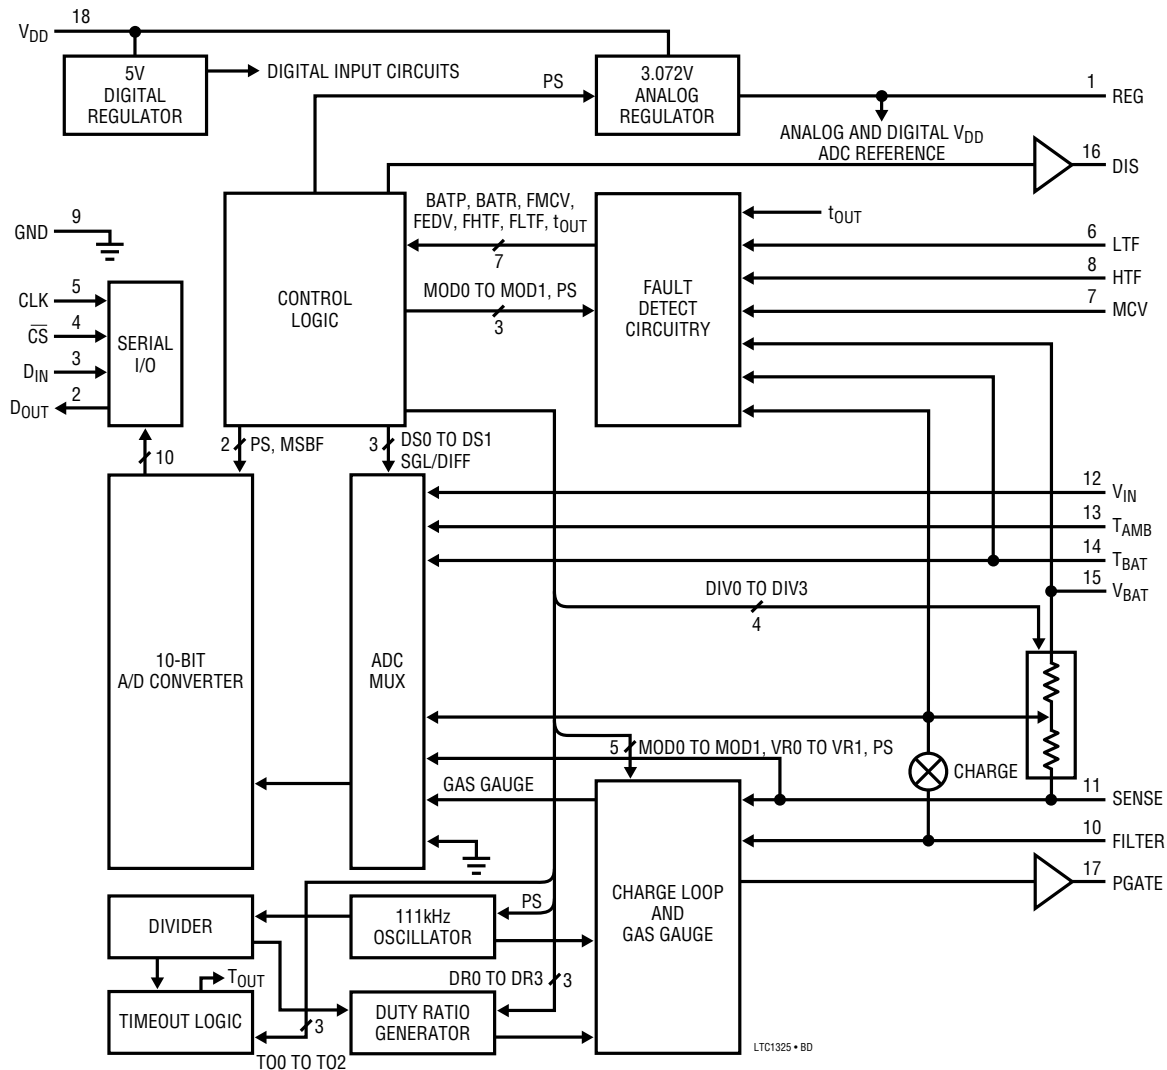 18
VDD
5V
DIGITAL
REGULATOR
DIGITAL INPUT CIRCUITS
PS
3.072V
ANALOG
REGULATOR
1
REG
ANALOG AND DIGITAL VDD
ADC REFERENCE
16
DIS
9
GND
CONTROL
LOGIC
BATP, BATR, FMCV,
FEDV, FHTF, FLTF, tOUT
7
MOD0 TO MOD1, PS
3
FAULT
DETECT
CIRCUITRY
tOUT
6
LTF
8
HTF
7
MCV
5
CLK
4
C̅S̅
3
DIN
2
DOUT
SERIAL
I/O
10
2
PS, MSBF
3
DS0 TO DS1
SGL/DIFF
12
VIN
13
TAMB
14
TBAT
15
VBAT
DIV0 TO DIV3
4
10-BIT
A/D CONVERTER
ADC
MUX
5
MOD0 TO MOD1, VR0 TO VR1, PS
CHARGE
GAS GAUGE
11
SENSE
10
FILTER
17
PGATE
CHARGE LOOP
AND
GAS GAUGE
PS
DIVIDER
111kHz
OSCILLATOR
DR0 TO DR3
3
TOUT
TIMEOUT LOGIC
3
DUTY RATIO
GENERATOR
TO0 TO TO2
LTC1325 • BD